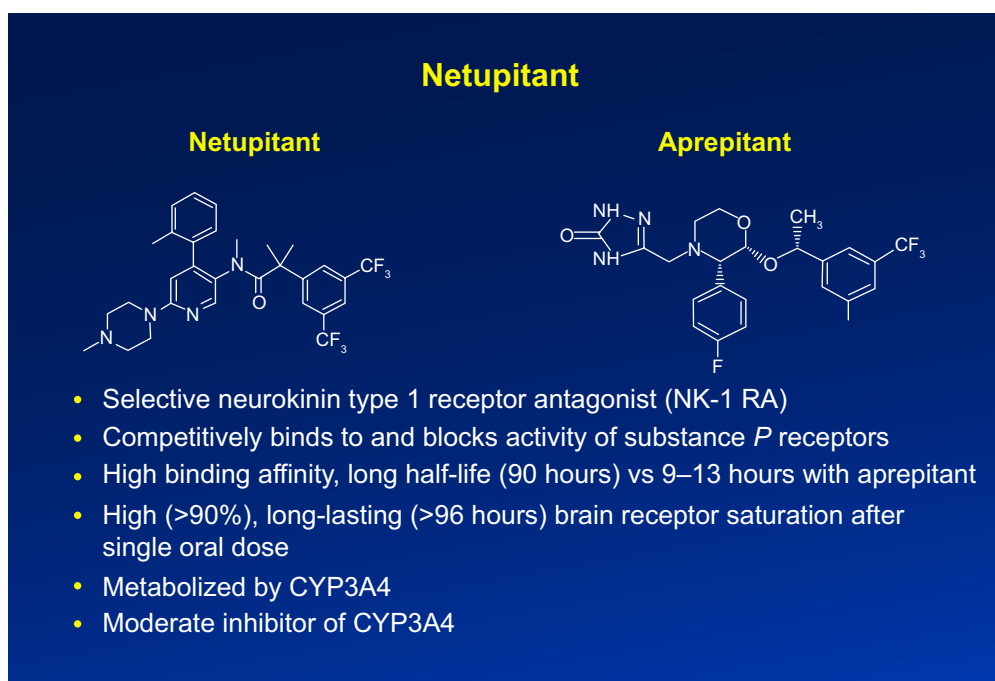 Netupitant
Netupitant
Aprepitant
N
N
O
N
N
CF3
CF3
NH
N
O
NH
N
O
O
CH3
CF3
F
• Selective neurokinin type 1 receptor antagonist (NK-1 RA)
• Competitively binds to and blocks activity of substance P receptors
• High binding affinity, long half-life (90 hours) vs 9–13 hours with aprepitant
• High (>90%), long-lasting (>96 hours) brain receptor saturation after
single oral dose
• Metabolized by CYP3A4
• Moderate inhibitor of CYP3A4